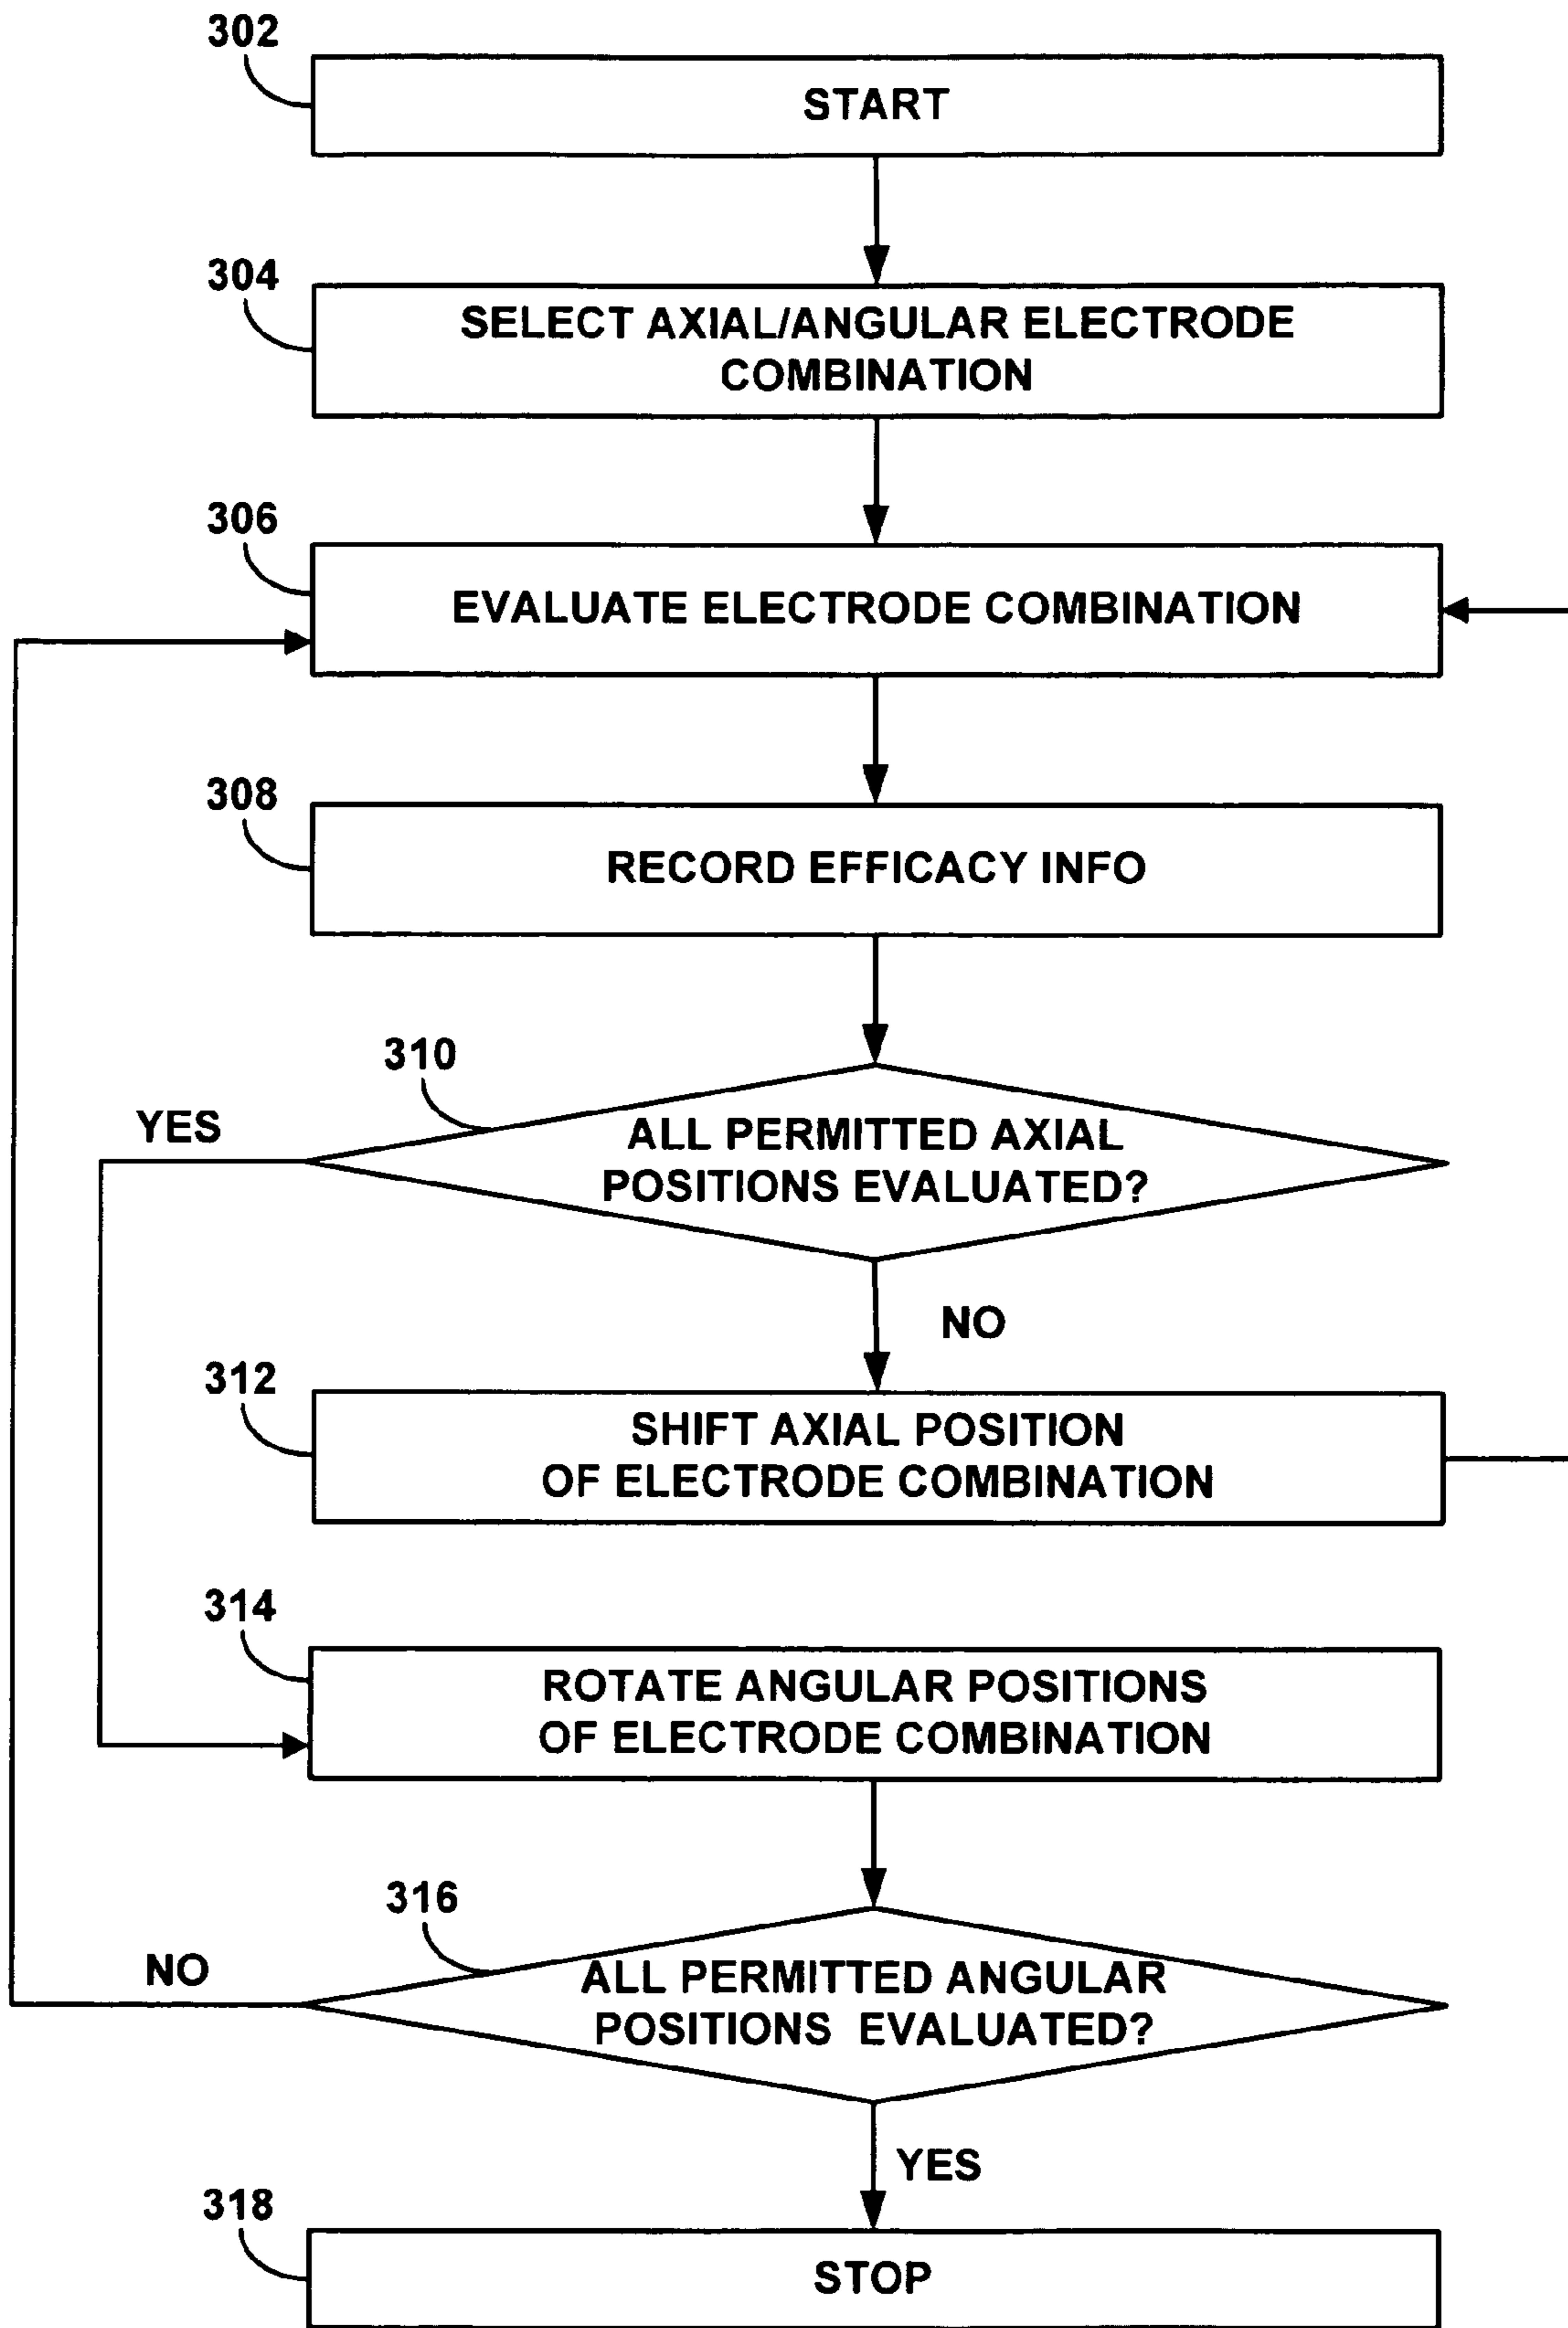 302
START
304
SELECT AXIAL/ANGULAR ELECTRODE
COMBINATION
306
EVALUATE ELECTRODE COMBINATION
308
RECORD EFFICACY INFO
310
YES
ALL PERMITTED AXIAL
POSITIONS EVALUATED?
NO
312
SHIFT AXIAL POSITION
OF ELECTRODE COMBINATION
314
ROTATE ANGULAR POSITIONS
OF ELECTRODE COMBINATION
316
NO
ALL PERMITTED ANGULAR
POSITIONS EVALUATED?
YES
318
STOP